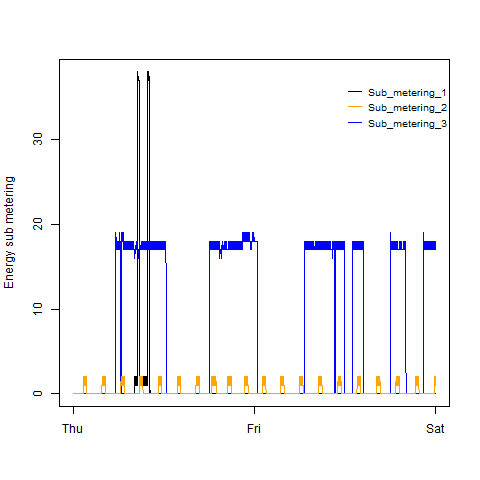 Sub_metering_1
Sub_metering_2
Sub_metering_3
Energy sub metering
30
20
10
0
Thu Fri Sat